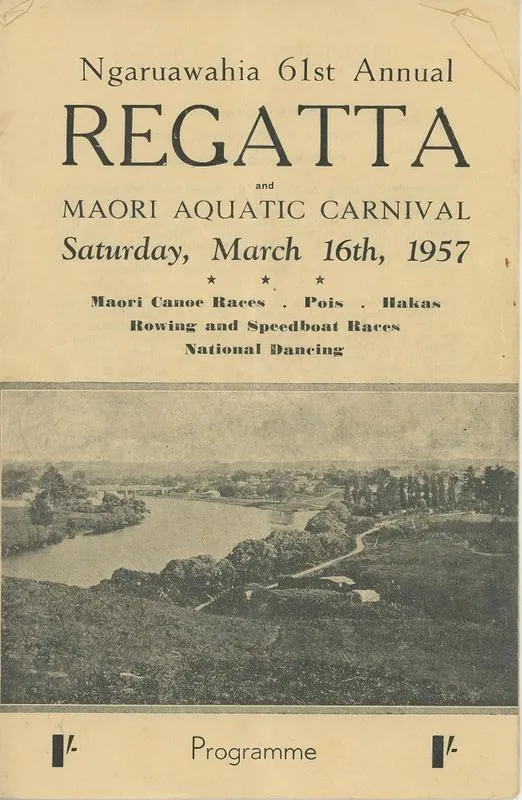 Ngaruawahia 61st Annual
REGATTA
and
MAORI AQUATIC CARNIVAL
Saturday, March 16th, 1957
★ ★ ★
Maori Canoe Races . Pois . Hakas
Rowing and Speedboat Races
National Dancing
1/- Programme 1/-